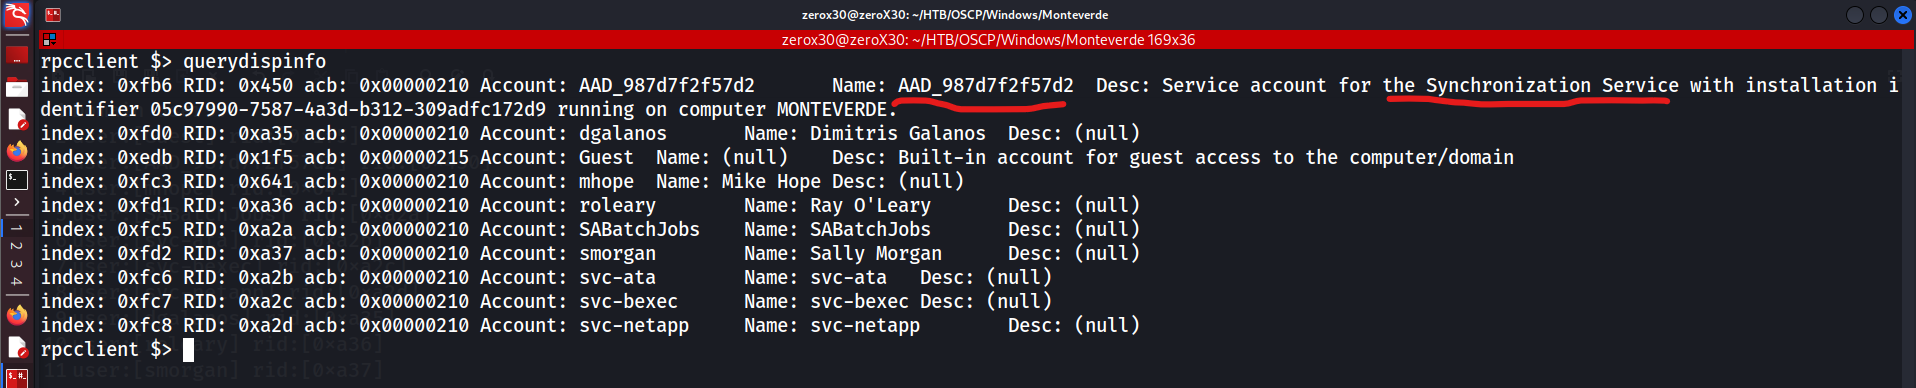 zerox30@zeroX30: ~/HTB/OSCP/Windows/Monteverde
zerox30@zeroX30: ~/HTB/OSCP/Windows/Monteverde 169x36
rpcclient $> querydispinfo
index: 0xfb6 RID: 0x450 acb: 0x00000210 Account: AAD_987d7f2f57d2 Name: AAD_987d7f2f57d2 Desc: Service account for the Synchronization Service with installation i
dentifier 05c97990-7587-4a3d-b312-309adfc172d9 running on computer MONTEVERDE.
index: 0xfd0 RID: 0xa35 acb: 0x00000210 Account: dgalanos Name: Dimitris Galanos Desc: (null)
index: 0xedb RID: 0x1f5 acb: 0x00000215 Account: Guest Name: (null) Desc: Built-in account for guest access to the computer/domain
index: 0xfc3 RID: 0x641 acb: 0x00000210 Account: mhope Name: Mike Hope Desc: (null)
index: 0xfd1 RID: 0xa36 acb: 0x00000210 Account: roleary Name: Ray O'Leary Desc: (null)
index: 0xfc5 RID: 0xa2a acb: 0x00000210 Account: SABatchJobs Name: SABatchJobs Desc: (null)
index: 0xfd2 RID: 0xa37 acb: 0x00000210 Account: smorgan Name: Sally Morgan Desc: (null)
index: 0xfc6 RID: 0xa2b acb: 0x00000210 Account: svc-ata Name: svc-ata Desc: (null)
index: 0xfc7 RID: 0xa2c acb: 0x00000210 Account: svc-bexec Name: svc-bexec Desc: (null)
index: 0xfc8 RID: 0xa2d acb: 0x00000210 Account: svc-netapp Name: svc-netapp Desc: (null)
rpcclient $>
11 user:[smorgan] rid:[0xa37]
1
2
3
4